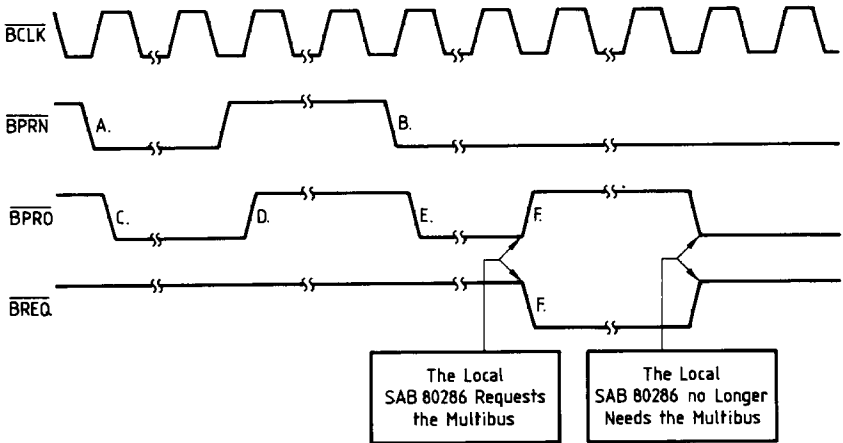 BCLK
BPRN
A.
B.
BPRO
C.
D.
E.
F.
BREQ
F.
The Local
SAB 80286 Requests
the Multibus
The Local
SAB 80286 no Longer
Needs the Multibus